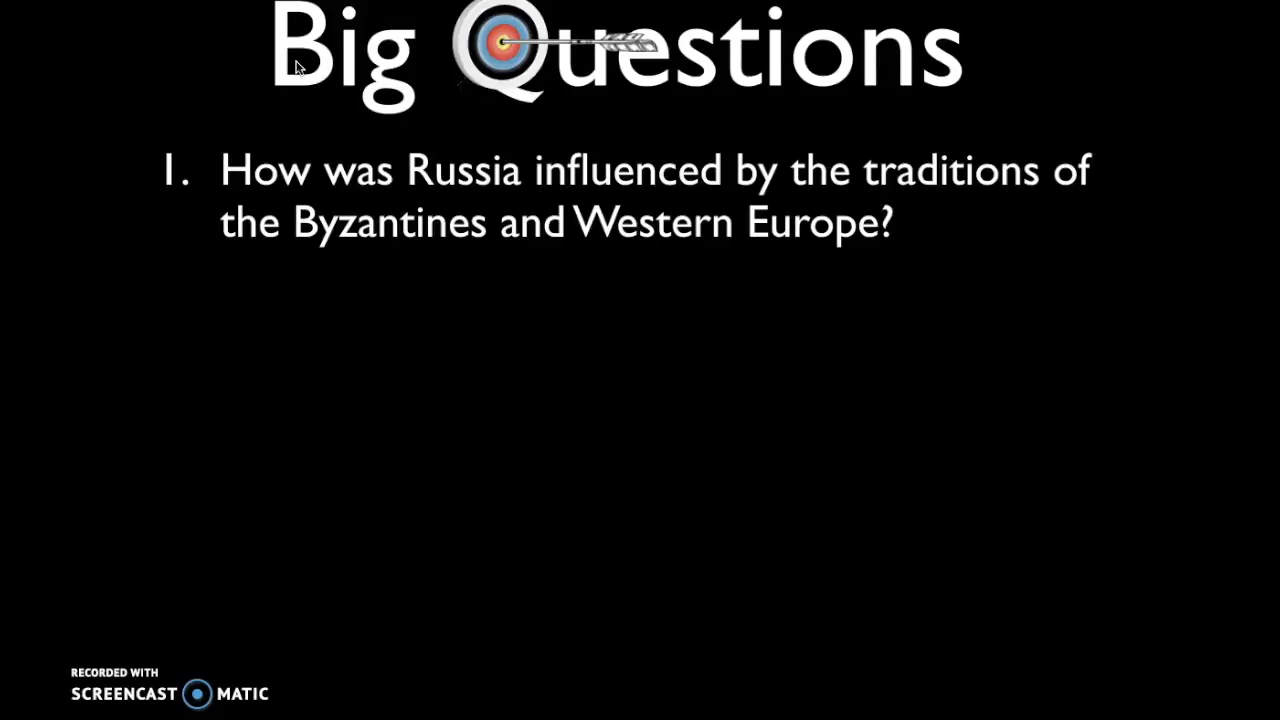 Big Questions
1. How was Russia influenced by the traditions of
the Byzantines and Western Europe?
RECORDED WITH
SCREENCAST MATIC